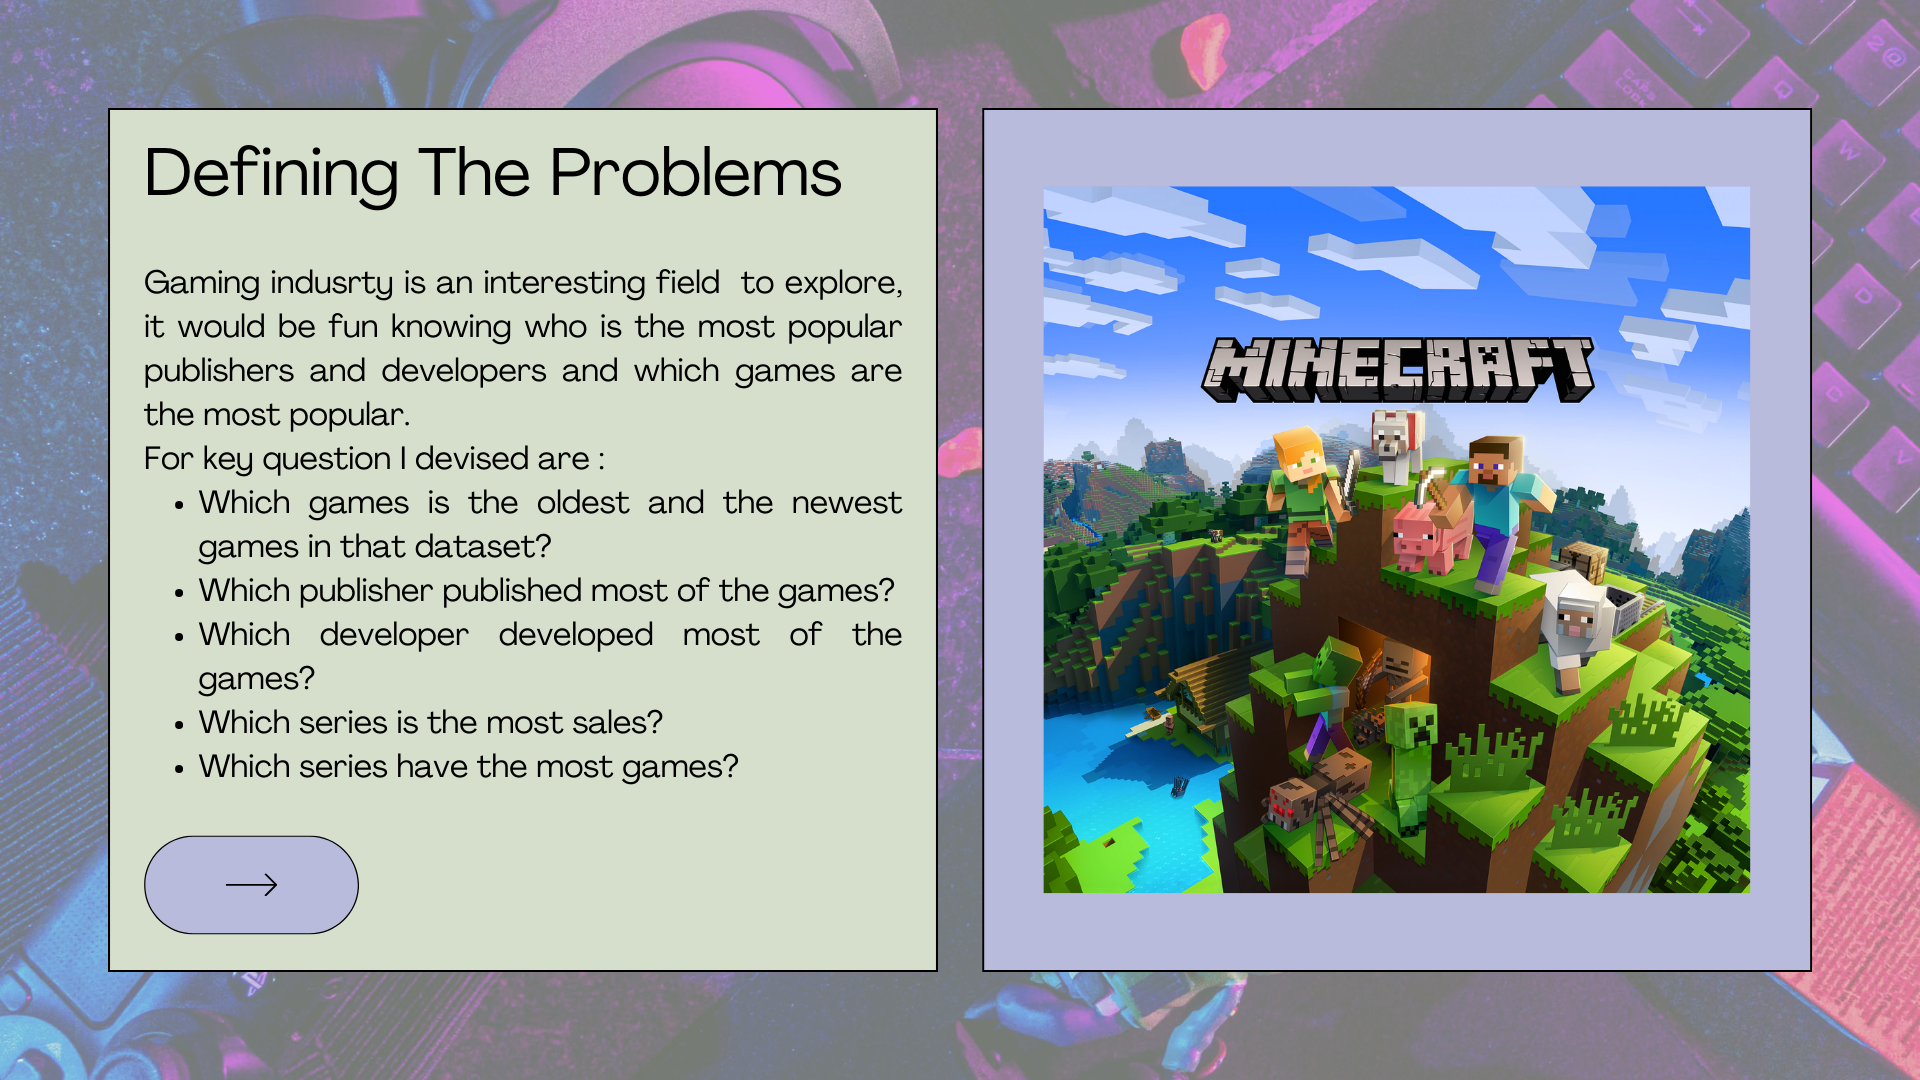 Defining The Problems
Gaming indusrty is an interesting field to explore,
it would be fun knowing who is the most popular
publishers and developers and which games are
the most popular.
For key question I devised are :
• Which games is the oldest and the newest
games in that dataset?
• Which publisher published most of the games?
• Which developer developed most of the
games?
• Which series is the most sales?
• Which series have the most games?
MINECRAFT
2@
CAPS LOCK
Q
W
D
C
V